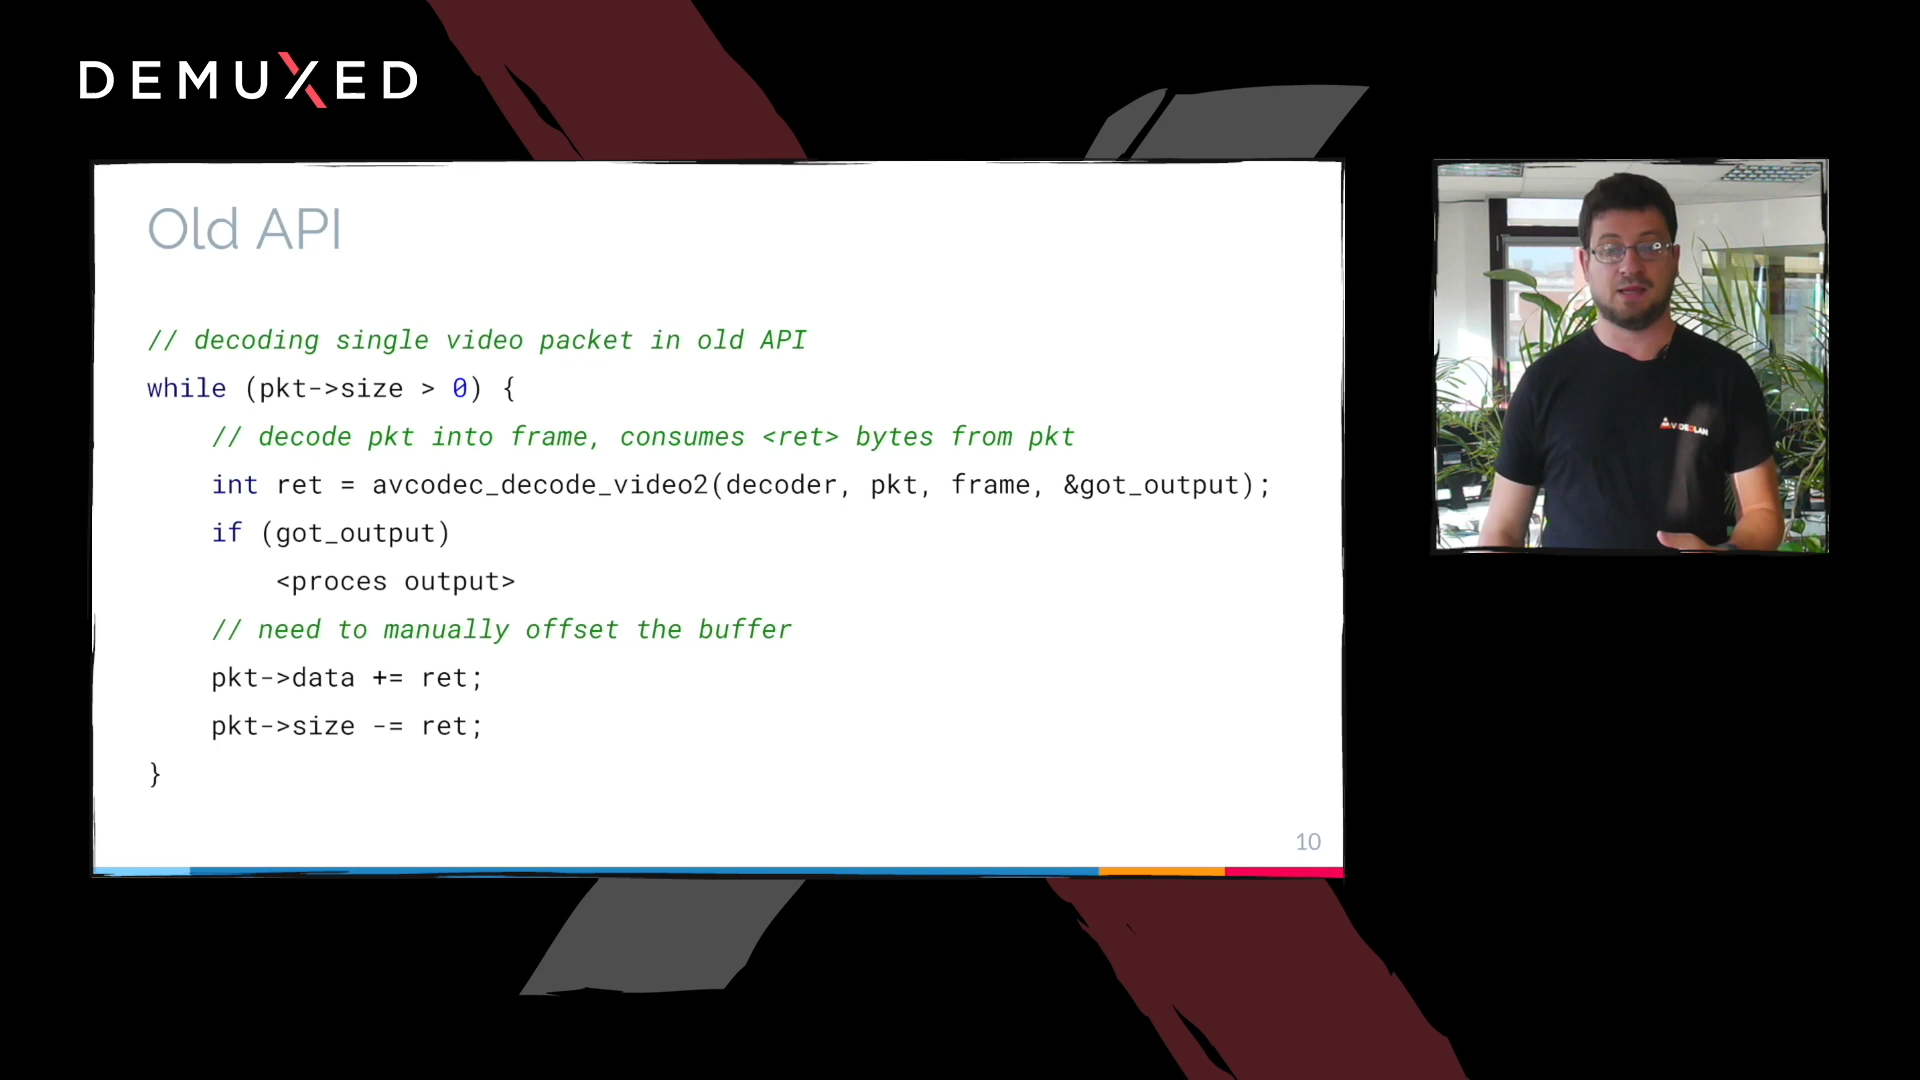 DEMUXED
Old API
// decoding single video packet in old API
while (pkt->size > 0) {
// decode pkt into frame, consumes <ret> bytes from pkt
int ret = avcodec_decode_video2(decoder, pkt, frame, &got_output);
if (got_output)
<proces output>
// need to manually offset the buffer
pkt->data += ret;
pkt->size -= ret;
}
10
VIDEOLAN